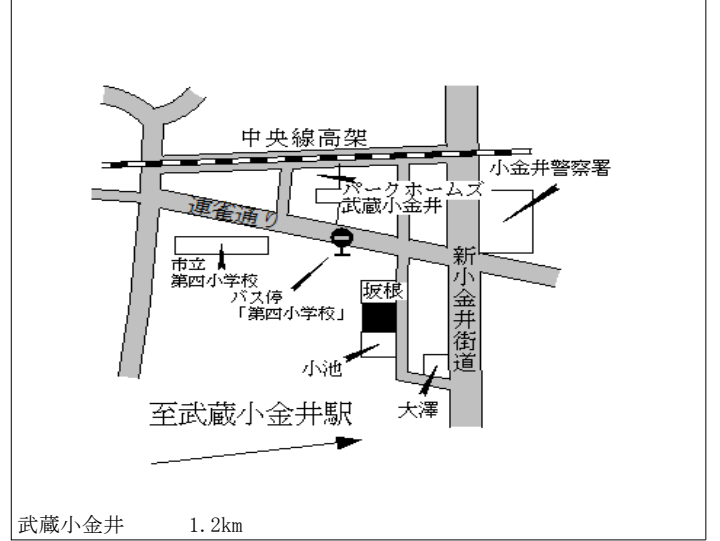 中央線高架
小金井警察署
パークホームズ
武蔵小金井
連雀通り
市立
第四小学校
バス停
「第四小学校」
新小金井街道
坂根
小池
大澤
至武蔵小金井駅
武蔵小金井 1.2km